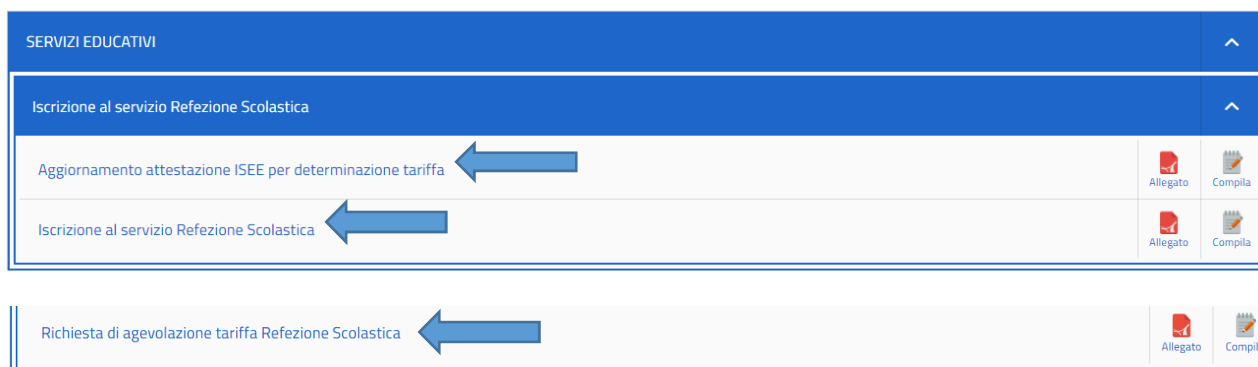 SERVIZI EDUCATIVI
Iscrizione al servizio Refezione Scolastica
Aggiornamento attestazione ISEE per determinazione tariffa
Allegato Compila
Iscrizione al servizio Refezione Scolastica
Allegato Compila
Richiesta di agevolazione tariffa Refezione Scolastica
Allegato Compil